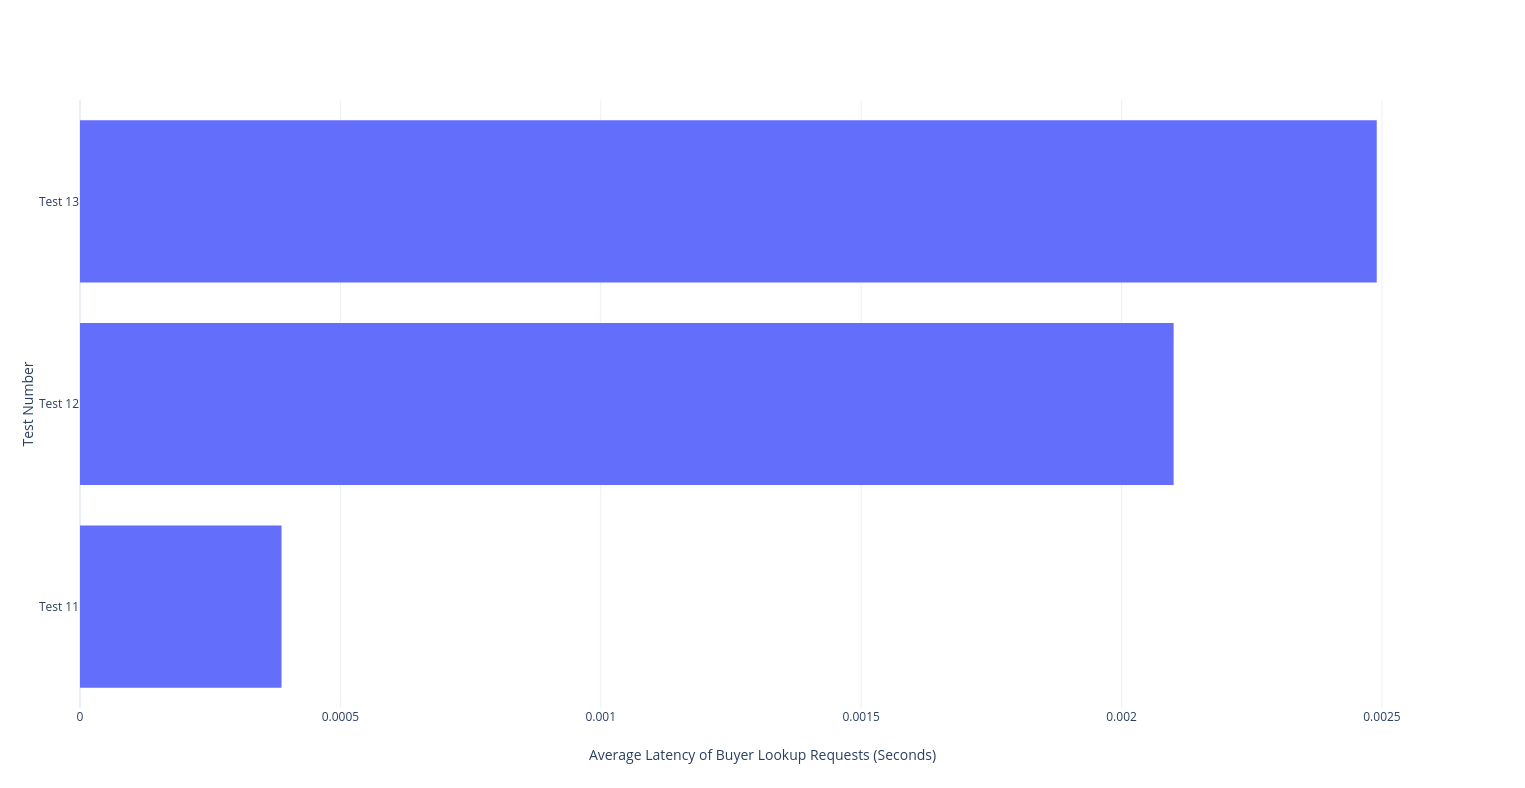 Test 13
Test 12
Test 11
Test Number
0
0.0005
0.001
0.0015
0.002
0.0025
Average Latency of Buyer Lookup Requests (Seconds)